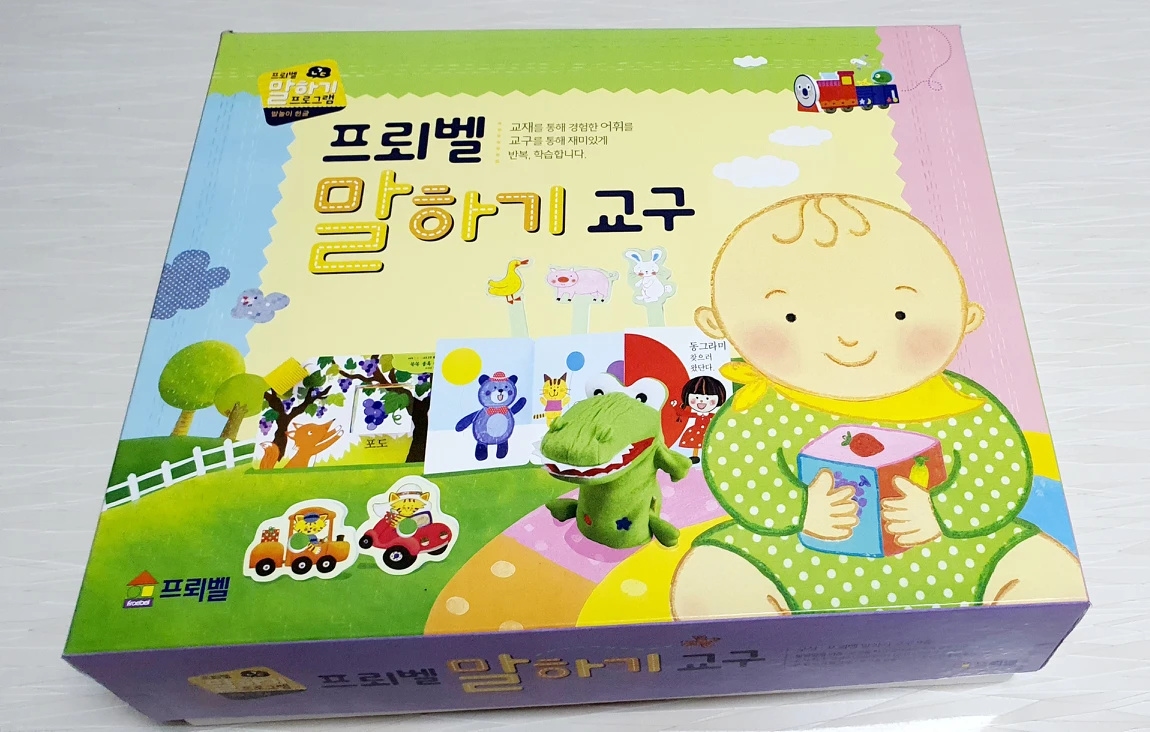 프뢰벨
말하기
프로그램
말놀이 한글
프뢰벨
교재를 통해 경험한 어휘를
교구를 통해 재미있게
반복, 학습합니다.
말하기 교구
동그라미
찾으러
왔단다
포도
froebel
프뢰벨
프뢰벨 말하기 교구